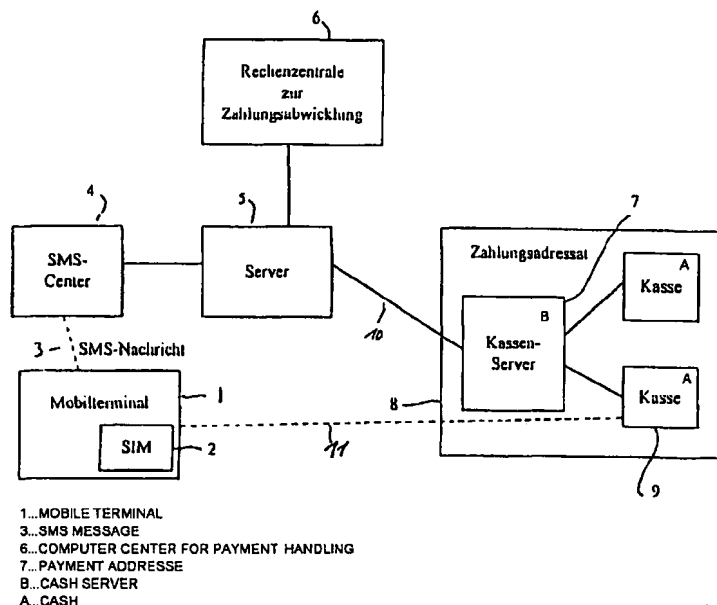 6
Rechenzentrale
zur
Zahlungsabwicklung
4
5
7
SMS-
Center
Server
Zahlungsadressat
A
Kasse
B
Kassen-
Server
10
3 SMS-Nachricht
A
Kasse
Mobilterminal
1
8
SIM
2
11
9
1...MOBILE TERMINAL
3...SMS MESSAGE
6...COMPUTER CENTER FOR PAYMENT HANDLING
7...PAYMENT ADDRESSE
B...CASH SERVER
A...CASH